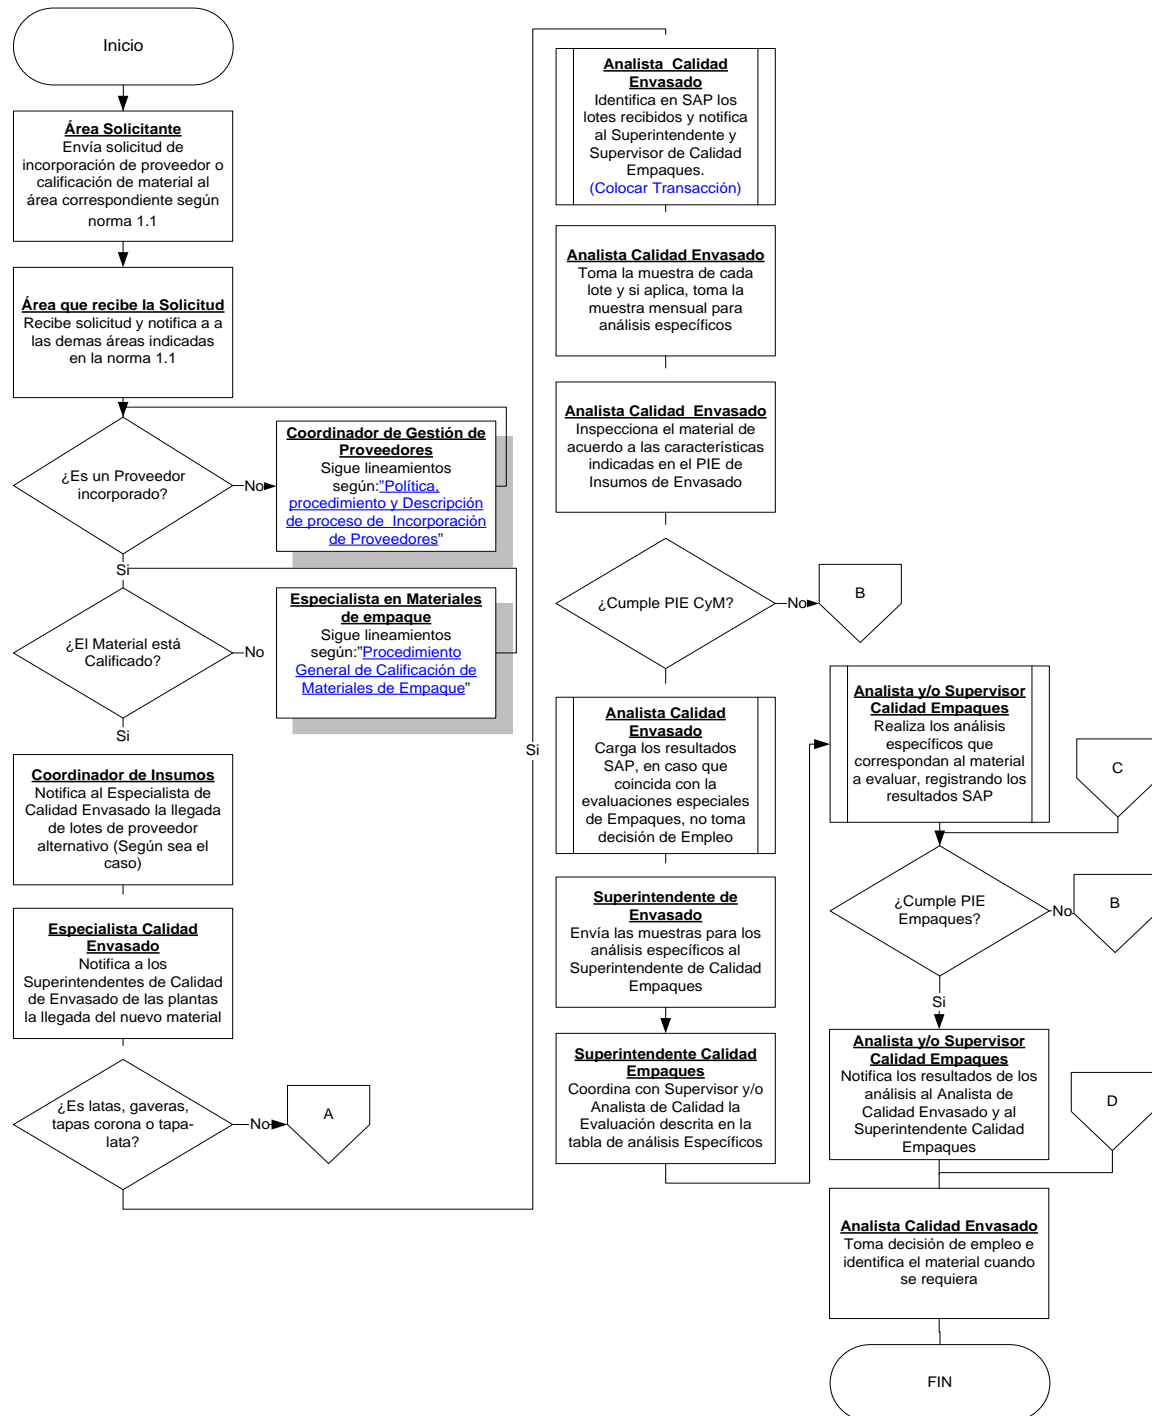 Inicio
Área Solicitante
Envía solicitud de
incorporación de proveedor o
calificación de material al
área correspondiente según
norma 1.1
Área que recibe la Solicitud
Recibe solicitud y notifica a a
las demas áreas indicadas
en la norma 1.1
¿Es un Proveedor
incorporado?
No
Coordinador de Gestión de
Proveedores
Sigue lineamientos
según:"Política,
procedimiento y Descripción
de proceso de Incorporación
de Proveedores"
Si
¿El Material está
Calificado?
No
Especialista en Materiales
de empaque
Sigue lineamientos
según:"Procedimiento
General de Calificación de
Materiales de Empaque"
Si
Coordinador de Insumos
Notifica al Especialista de
Calidad Envasado la llegada
de lotes de proveedor
alternativo (Según sea el
caso)
Especialista Calidad
Envasado
Notifica a los
Superintendentes de Calidad
de Envasado de las plantas
la llegada del nuevo material
¿Es latas, gaveras,
tapas corona o tapa-
lata?
No
A
Si
Analista Calidad
Envasado
Identifica en SAP los
lotes recibidos y notifica
al Superintendente y
Supervisor de Calidad
Empaques.
(Colocar Transacción)
Analista Calidad Envasado
Toma la muestra de cada
lote y si aplica, toma la
muestra mensual para
análisis específicos
Analista Calidad Envasado
Inspecciona el material de
acuerdo a las características
indicadas en el PIE de
Insumos de Envasado
¿Cumple PIE CyM?
No
B
Analista Calidad
Envasado
Carga los resultados
SAP, en caso que
coincida con la
evaluaciones especiales
de Empaques, no toma
decisión de Empleo
Superintendente de
Envasado
Envía las muestras para los
análisis específicos al
Superintendente de Calidad
Empaques
Superintendente Calidad
Empaques
Coordina con Supervisor y/o
Analista de Calidad la
Evaluación descrita en la
tabla de análisis Específicos
Analista y/o Supervisor
Calidad Empaques
Realiza los análisis
específicos que
correspondan al material
a evaluar, registrando los
resultados SAP
C
¿Cumple PIE
Empaques?
No
B
Si
Analista y/o Supervisor
Calidad Empaques
Notifica los resultados de los
análisis al Analista de
Calidad Envasado y al
Superintendente Calidad
Empaques
D
Analista Calidad Envasado
Toma decisión de empleo e
identifica el material cuando
se requiera
FIN